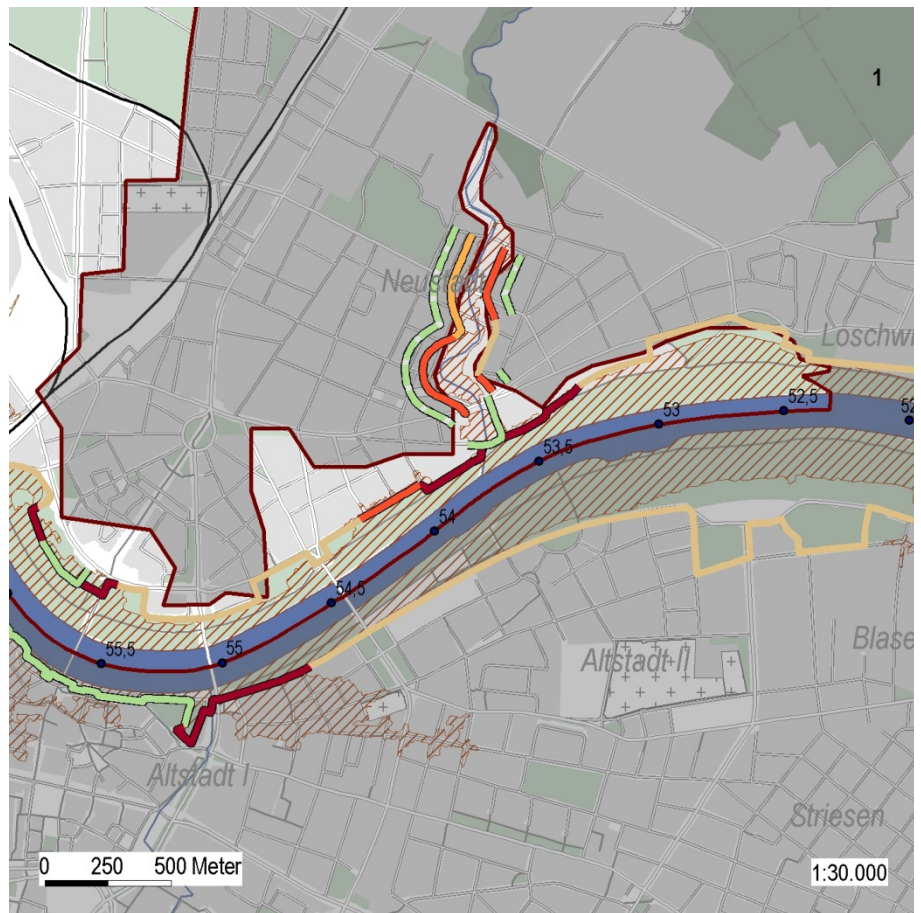 1
Neustadt
Loschwi
52,5
52
53
53,5
54
54,5
55
55,5
Altstadt II
Blase
Altstadt I
Striesen
0 250 500 Meter
1:30.000